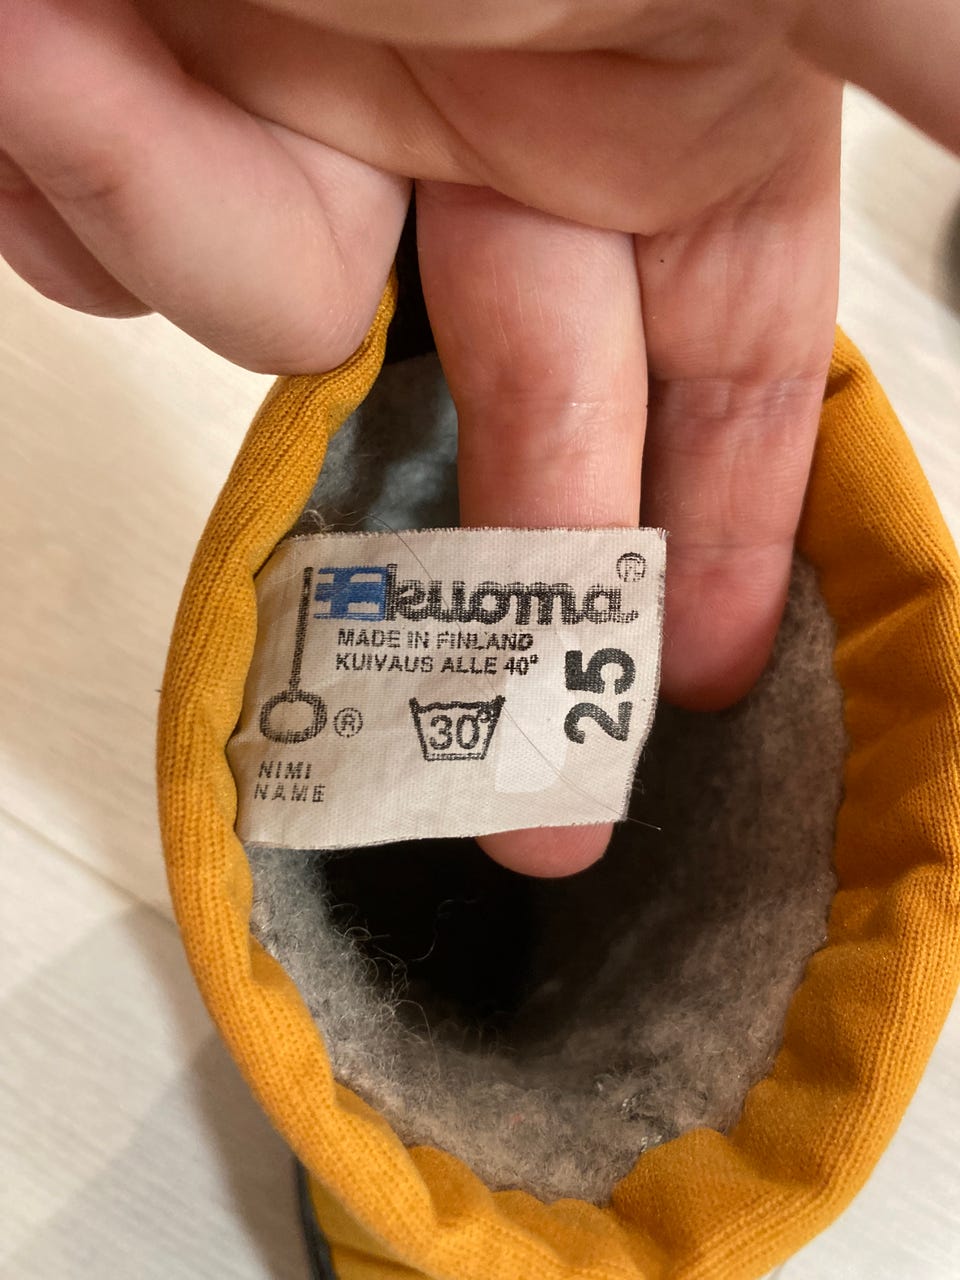 kuoma®
MADE IN FINLAND
KUIVAUS ALLE 40°
30°
25
®
NIMI
NAME